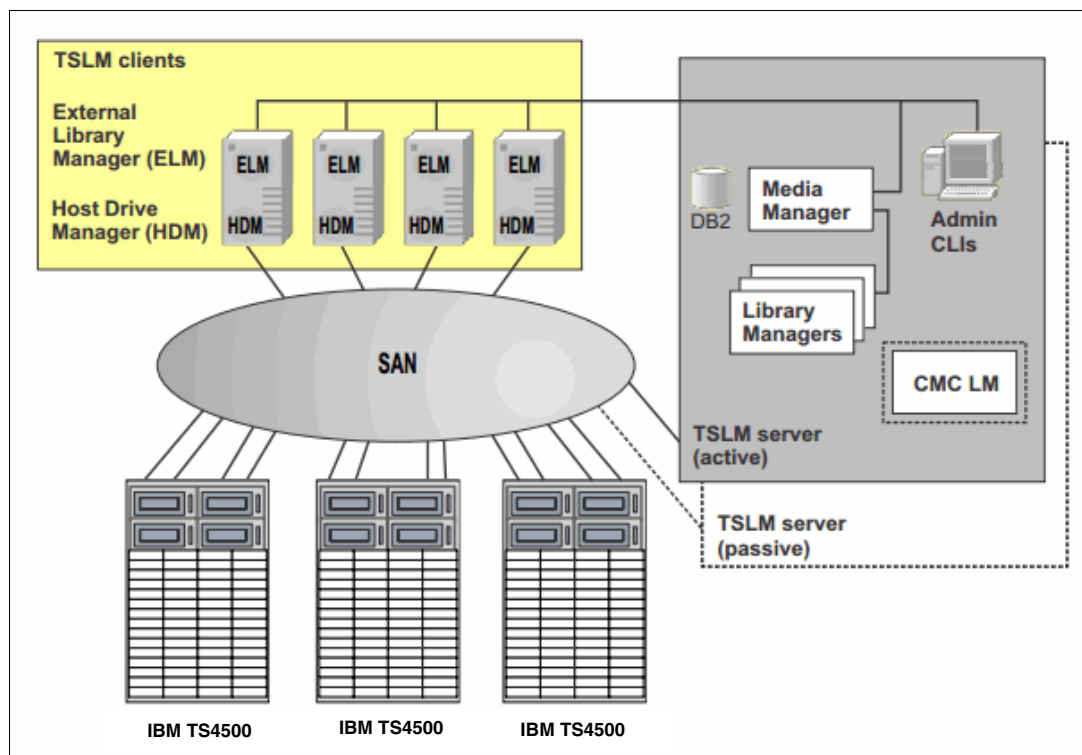 TSLM clients
External
Library
Manager (ELM)
Host Drive
Manager (HDM)
ELM
HDM
ELM
HDM
ELM
HDM
ELM
HDM
DB2
Media
Manager
Admin
CLIs
Library
Managers
CMC LM
TSLM server
(active)
TSLM server
(passive)
SAN
IBM TS4500
IBM TS4500
IBM TS4500